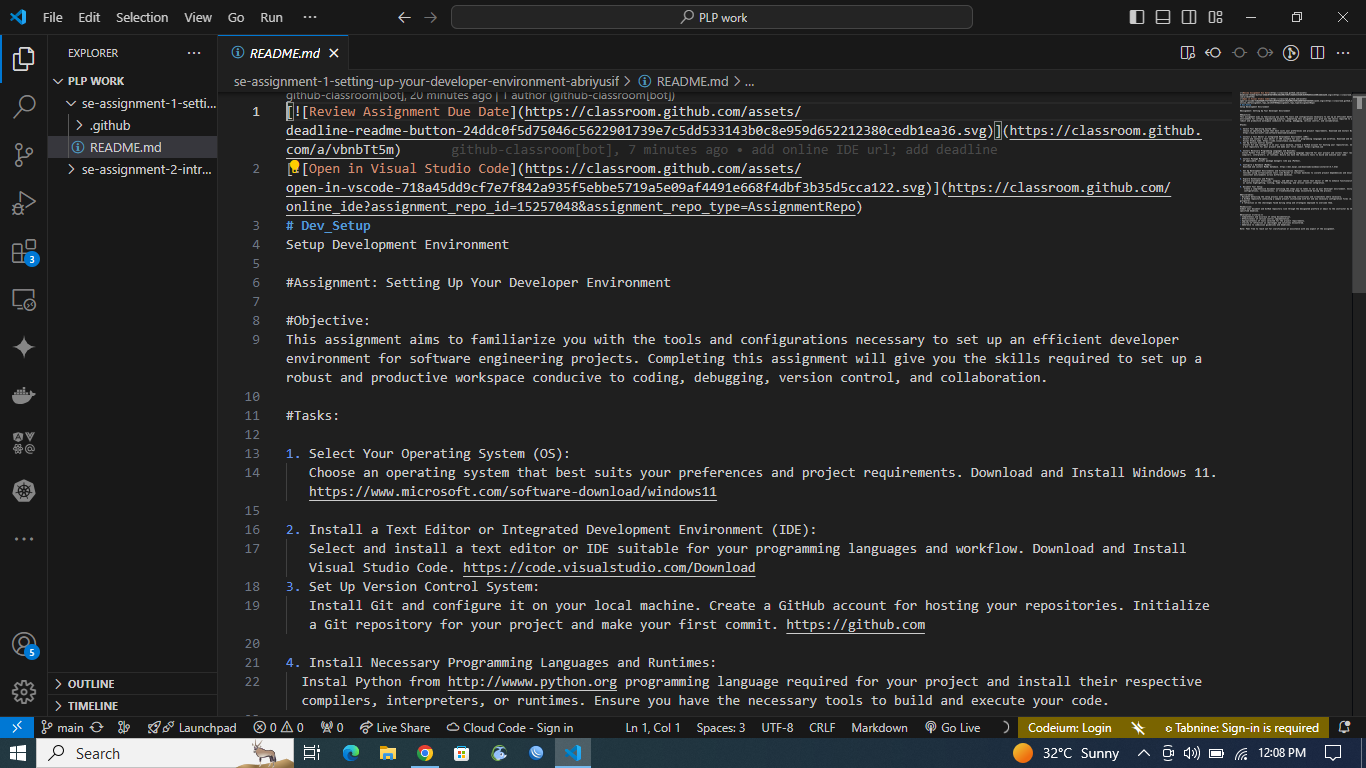 File Edit Selection View Go Run ··· PLP work
EXPLORER ···
PLP WORK
se-assignment-1-setti...
.github
README.md
se-assignment-2-intr...
OUTLINE
TIMELINE
3
5
README.md
se-assignment-1-setting-up-your-developer-environment-abriyusif > README.md > ...
github-classroom[bot], 20 minutes ago | 1 author (github-classroom[bot])
1 [![Review Assignment Due Date](https://classroom.github.com/assets/
deadline-readme-button-24ddc0f5d75046c5622901739e7c5dd533143b0c8e959d652212380cedb1ea36.svg)](https://classroom.github.
com/a/vbnbTt5m) github-classroom[bot], 7 minutes ago • add online IDE url; add deadline
2 [Open in Visual Studio Code](https://classroom.github.com/assets/
open-in-vscode-718a45dd9cf7e7f842a935f5ebbe5719a5e09af4491e668f4dbf3b35d5cca122.svg)](https://classroom.github.com/
online_ide?assignment_repo_id=15257048&assignment_repo_type=AssignmentRepo)
3 # Dev_Setup
4 Setup Development Environment
5
6 #Assignment: Setting Up Your Developer Environment
7
8 #Objective:
9 This assignment aims to familiarize you with the tools and configurations necessary to set up an efficient developer
environment for software engineering projects. Completing this assignment will give you the skills required to set up a
robust and productive workspace conducive to coding, debugging, version control, and collaboration.
10
11 #Tasks:
12
13 1. Select Your Operating System (OS):
14 Choose an operating system that best suits your preferences and project requirements. Download and Install Windows 11.
https://www.microsoft.com/software-download/windows11
15
16 2. Install a Text Editor or Integrated Development Environment (IDE):
17 Select and install a text editor or IDE suitable for your programming languages and workflow. Download and Install
Visual Studio Code. https://code.visualstudio.com/Download
18 3. Set Up Version Control System:
19 Install Git and configure it on your local machine. Create a GitHub account for hosting your repositories. Initialize
a Git repository for your project and make your first commit. https://github.com
20
21 4. Install Necessary Programming Languages and Runtimes:
22 Instal Python from http://wwww.python.org programming language required for your project and install their respective
compilers, interpreters, or runtimes. Ensure you have the necessary tools to build and execute your code.
main Launchpad 0 0 0 Live Share Cloud Code - Sign in Ln 1, Col 1 Spaces: 3 UTF-8 CRLF Markdown Go Live Codeium: Login Tabnine: Sign-in is required
Search 32°C Sunny 12:08 PM